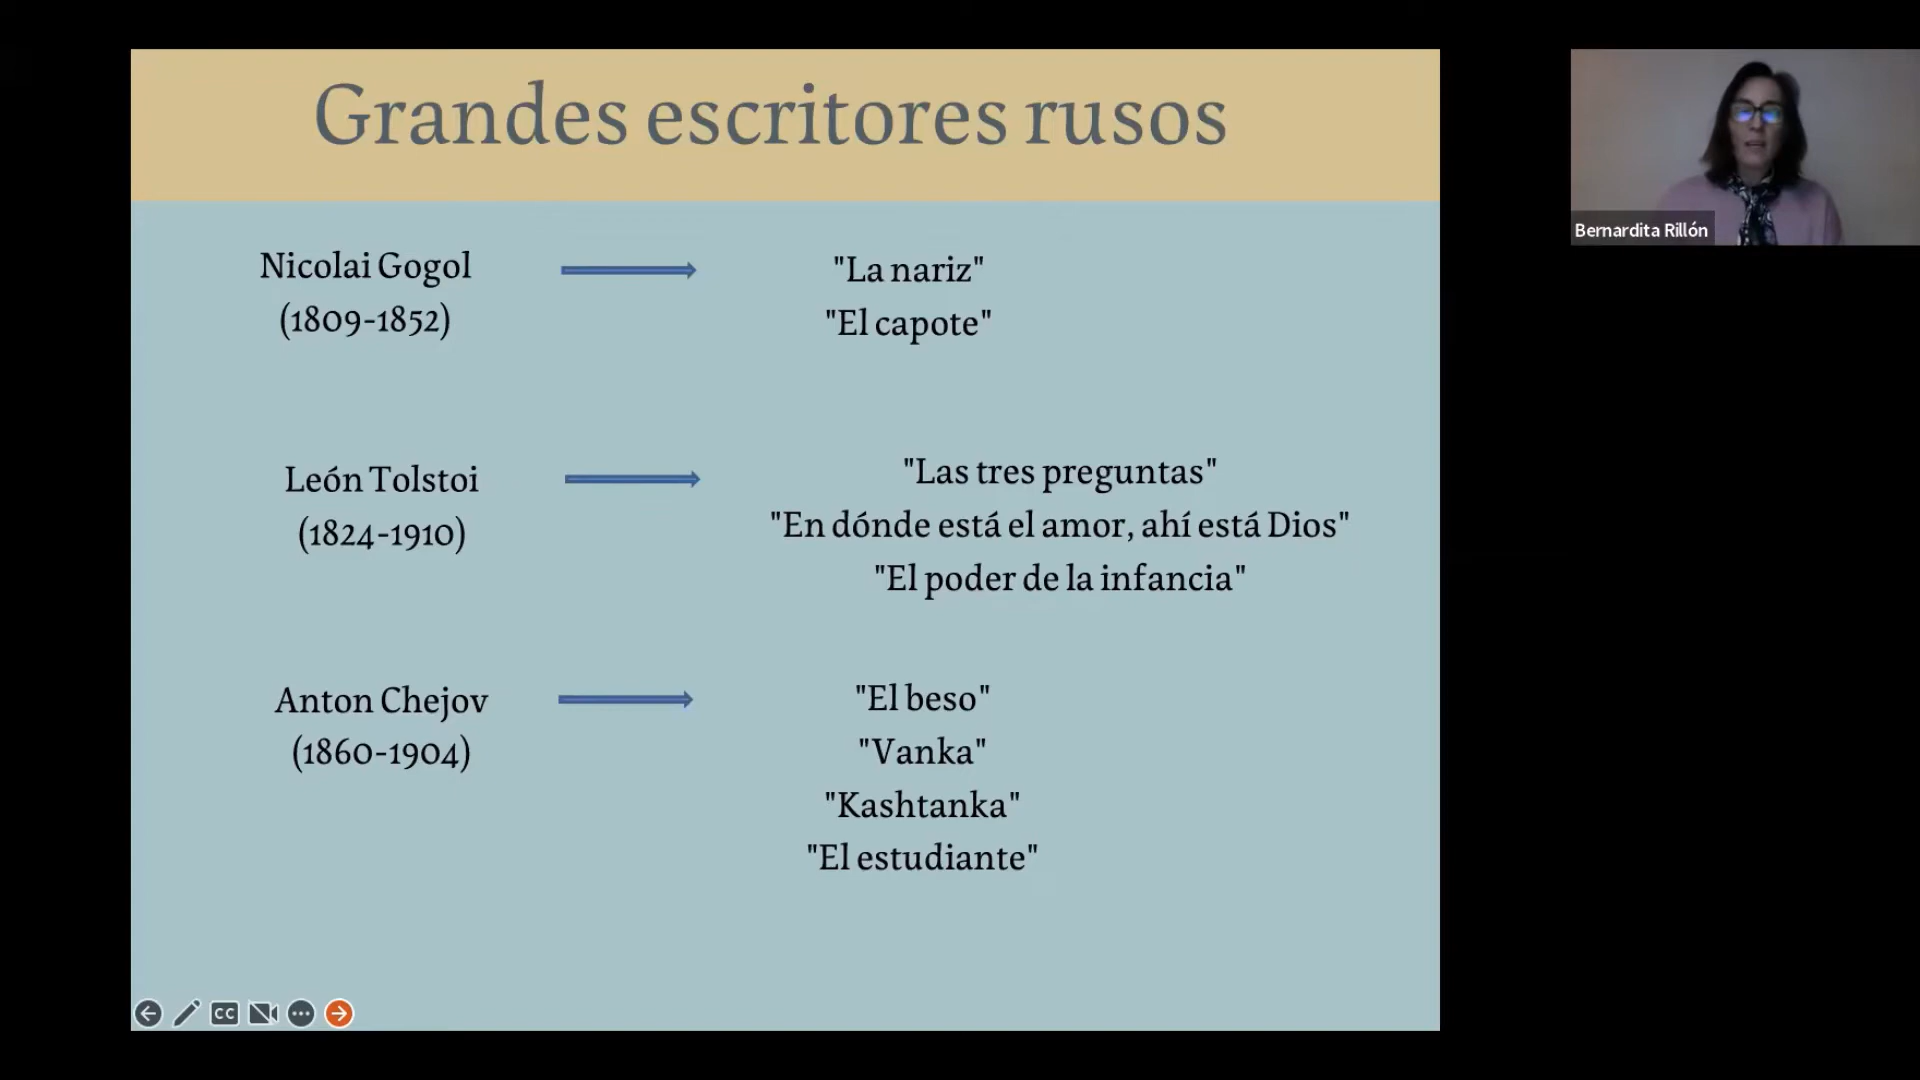 Grandes escritores rusos
Bernardita Rillón
Nicolai Gogol
(1809-1852)
"La nariz"
"El capote"
León Tolstoi
(1824-1910)
"Las tres preguntas"
"En dónde está el amor, ahí está Dios"
"El poder de la infancia"
Anton Chejov
(1860-1904)
"El beso"
"Vanka"
"Kashtanka"
"El estudiante"
CC